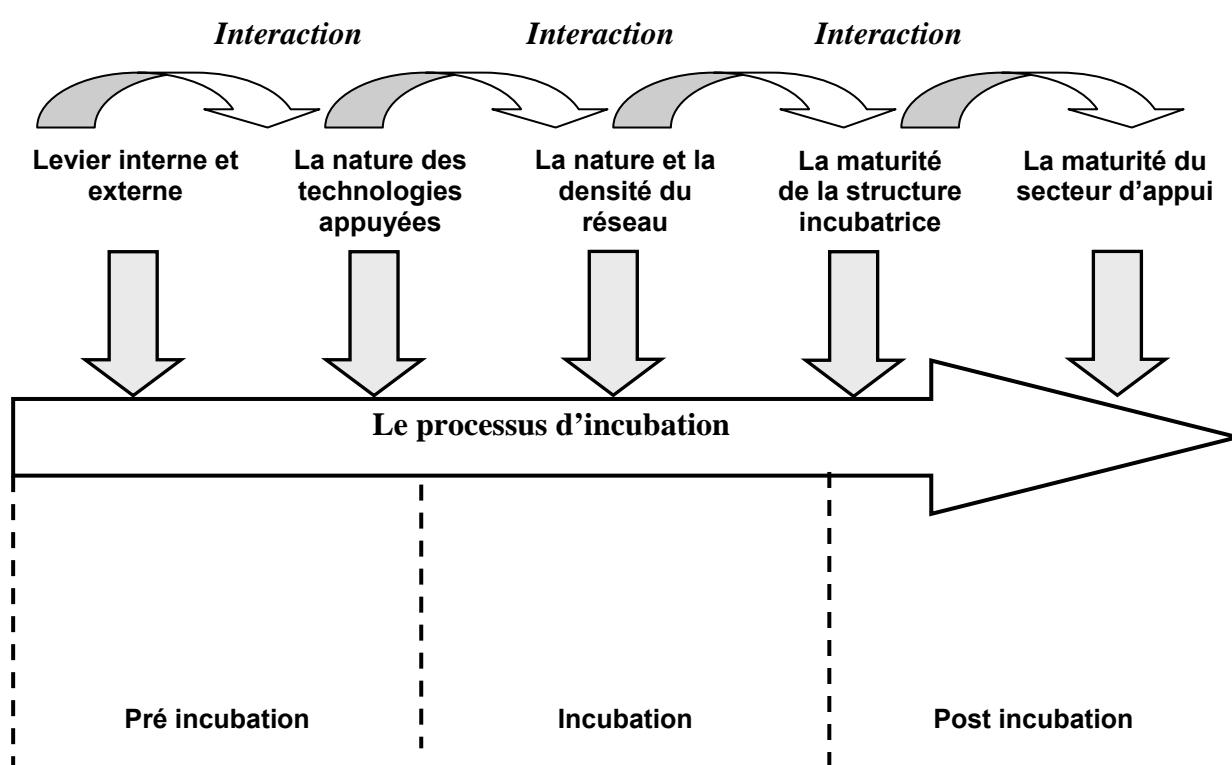 Interaction Interaction Interaction
Levier interne et
externe
La nature des
technologies
appuyées
La nature et la
densité du
réseau
La maturité
de la structure
incubatrice
La maturité du
secteur d’appui
Le processus d’incubation
Pré incubation
Incubation
Post incubation